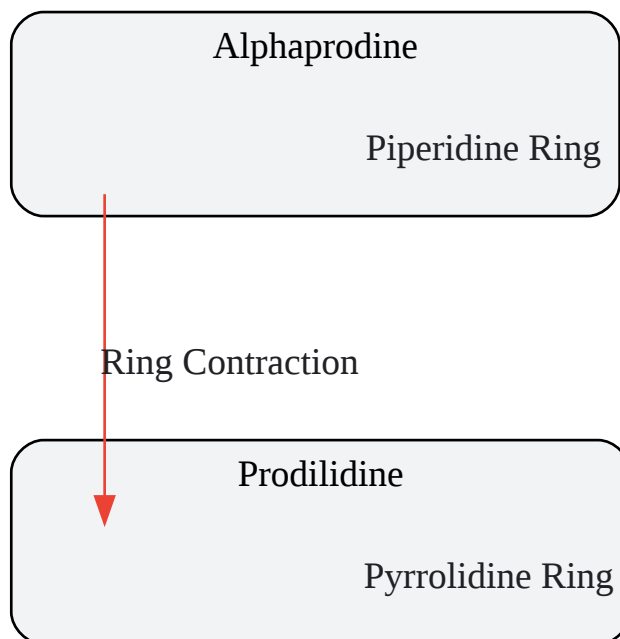 Alphaprodine
Piperidine Ring
Ring Contraction
Prodilidine
Pyrrolidine Ring